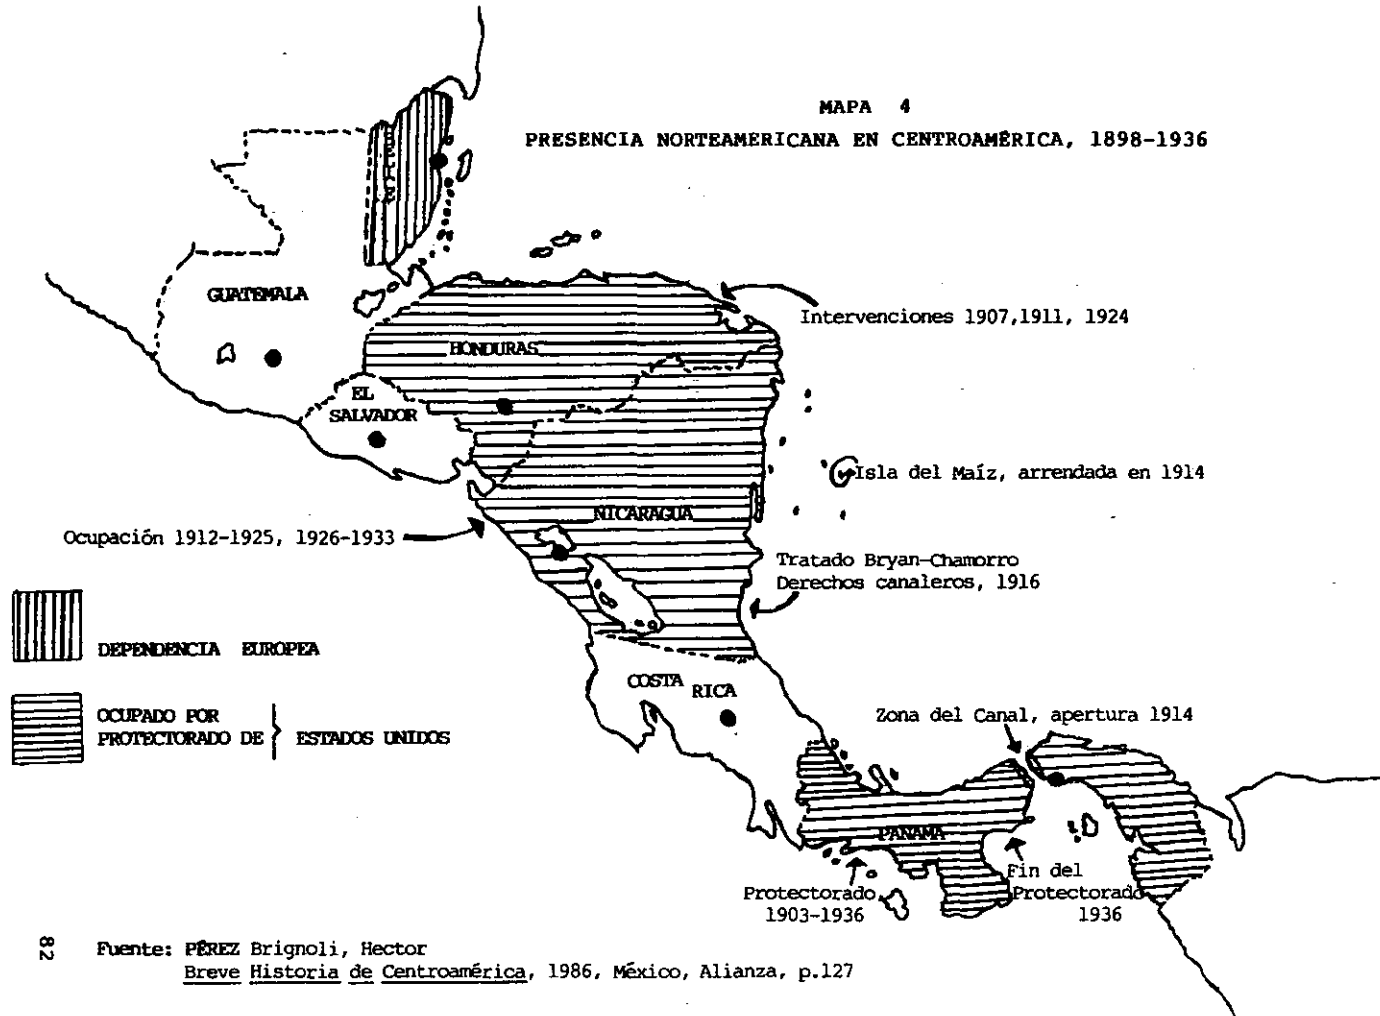 MAPA 4
PRESENCIA NORTEAMERICANA EN CENTROAMÉRICA, 1898-1936
BELICE
GUATEMALA
HONDURAS
Intervenciones 1907,1911, 1924
EL
SALVADOR
Isla del Maíz, arrendada en 1914
NICARAGUA
Ocupación 1912-1925, 1926-1933
Tratado Bryan-Chamorro
Derechos canaleros, 1916
DEPENDENCIA EUROPEA
COSTA RICA
OCUPADO POR
PROTECTORADO DE } ESTADOS UNIDOS
Zona del Canal, apertura 1914
PANAMA
Protectorado
1903-1936
Fin del
Protectorado
1936
82
Fuente: PÉREZ Brignoli, Hector
Breve Historia de Centroamérica, 1986, México, Alianza, p.127